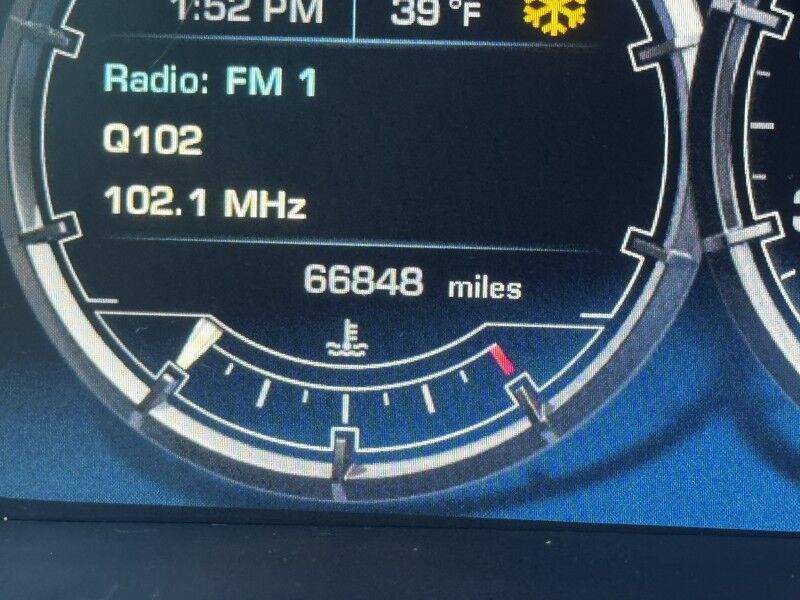 1:52 PM 39 °F
Radio: FM 1
Q102
102.1 MHz
66848 miles